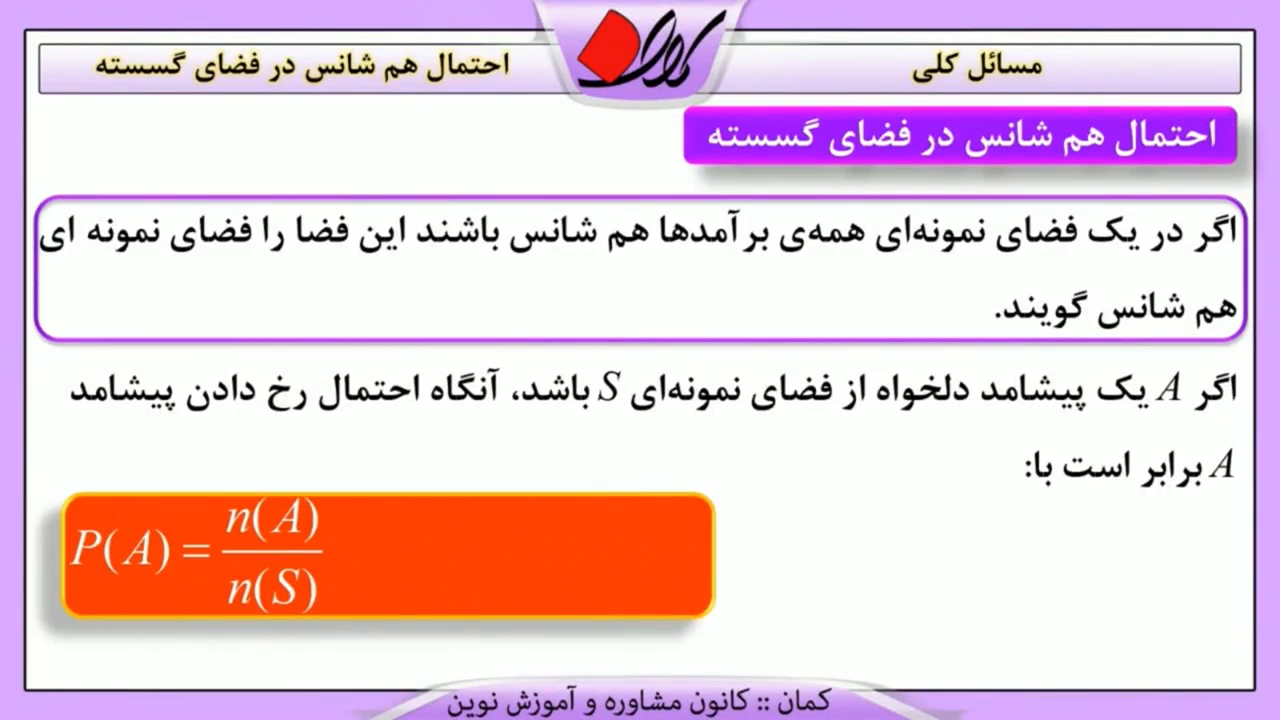 مسائل کلی
احتمال هم شانس در فضای گسسته
کمان
احتمال هم شانس در فضای گسسته
اگر در یک فضای نمونه‌ای همه‌ی برآمدها هم شانس باشند این فضا را فضای نمونه ای
هم شانس گویند.
اگر A یک پیشامد دلخواه از فضای نمونه‌ای S باشد، آنگاه احتمال رخ دادن پیشامد
A برابر است با:
P(A) = n(A)/n(S)
کمان :: کانون مشاوره و آموزش نوین